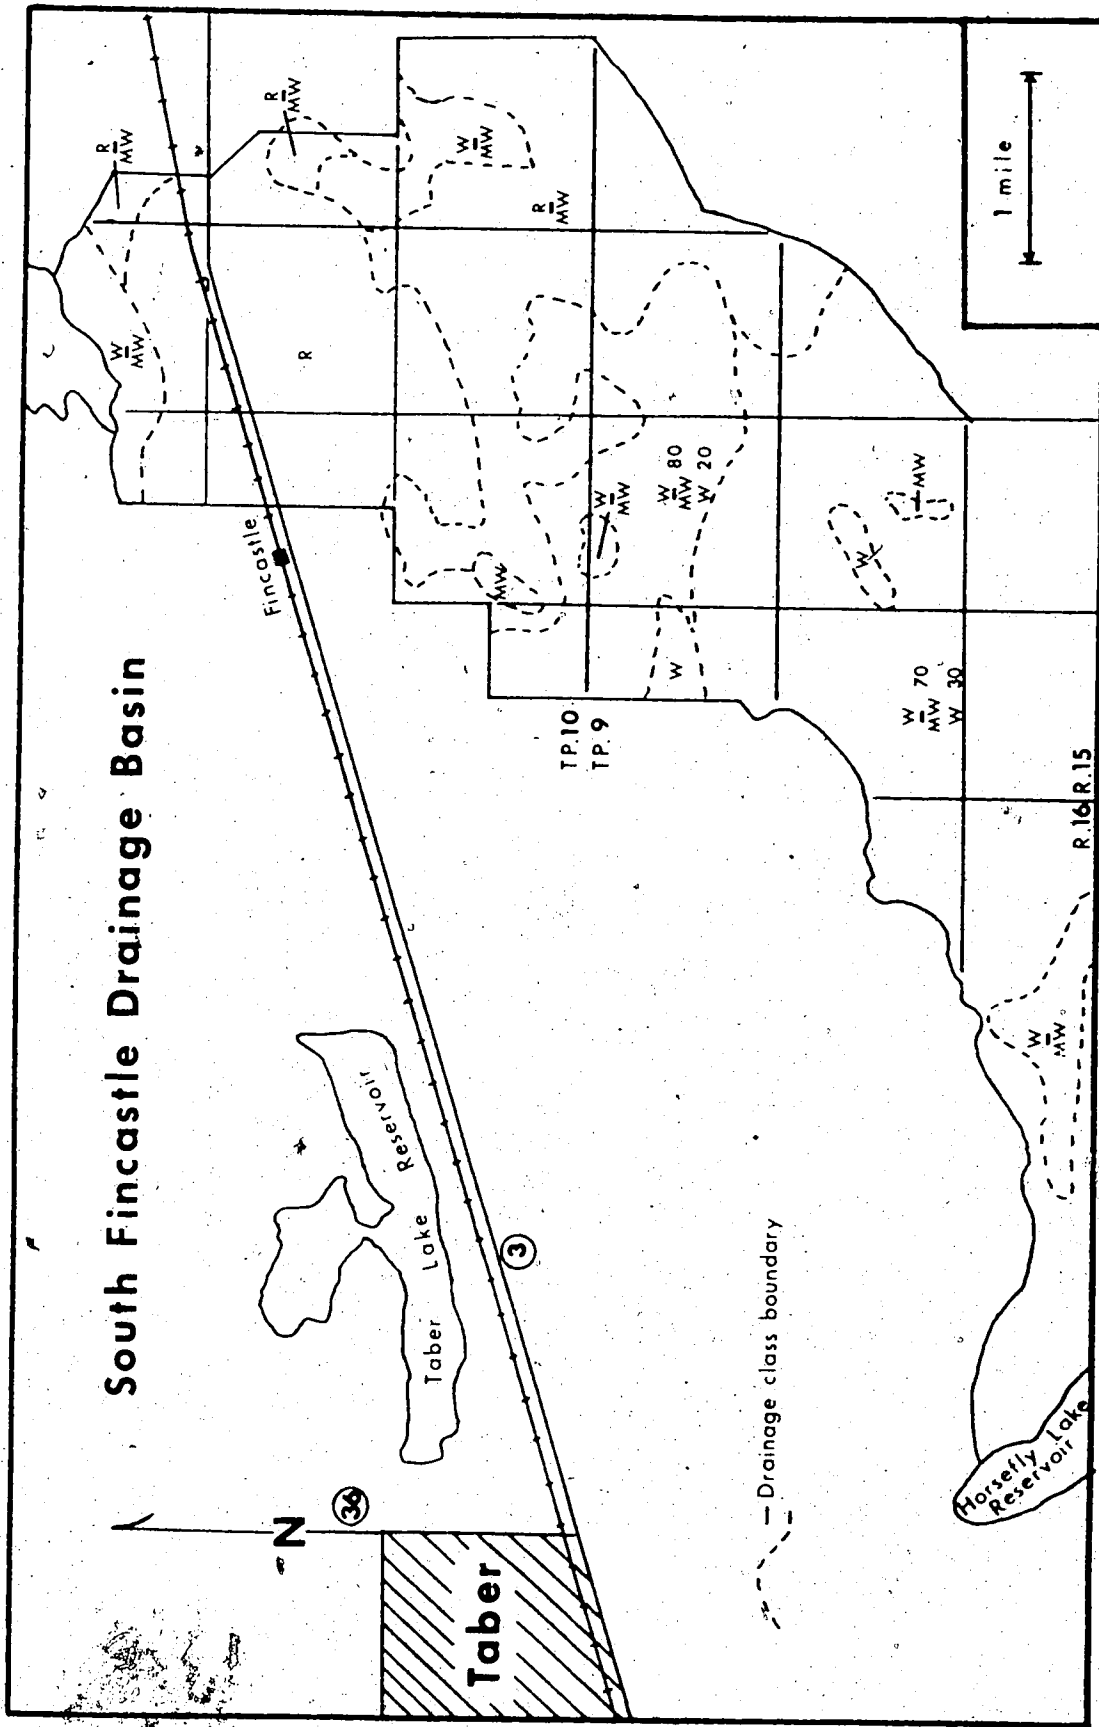 South Fincastle Drainage Basin
R
MW
R
MW
W
MW
R
W
MW
R
MW
Fincastle
MW
W
MW
W
MW 80
W 20
W
W
MW
W
MW 70
W 30
TP.10
TP.9
R.16 R.15
W
MW
Taber Lake Reservoir
3
36
N
Taber
—Drainage class boundary
Horsefly Lake
Reservoir
1 mile